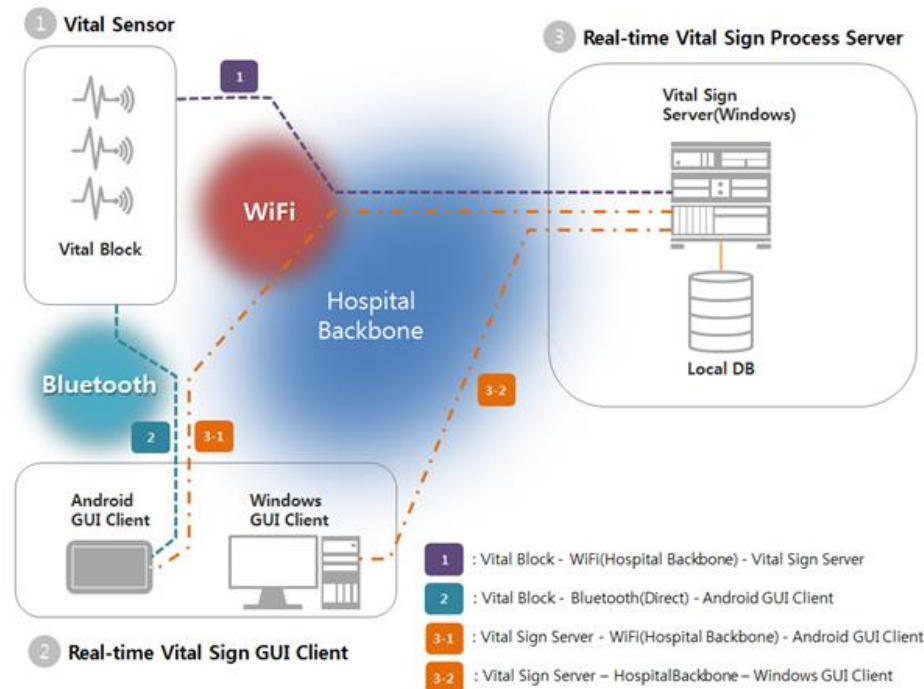 1 Vital Sensor
Vital Block
1
WiFi
Hospital
Backbone
3 Real-time Vital Sign Process Server
Vital Sign
Server(Windows)
Local DB
Bluetooth
2
3-1
3-2
Android
GUI Client
Windows
GUI Client
2 Real-time Vital Sign GUI Client
1 : Vital Block - WiFi(Hospital Backbone) - Vital Sign Server
2 : Vital Block - Bluetooth(Direct) - Android GUI Client
3-1 : Vital Sign Server - WiFi(Hospital Backbone) - Android GUI Client
3-2 : Vital Sign Server – HospitalBackbone – Windows GUI Client